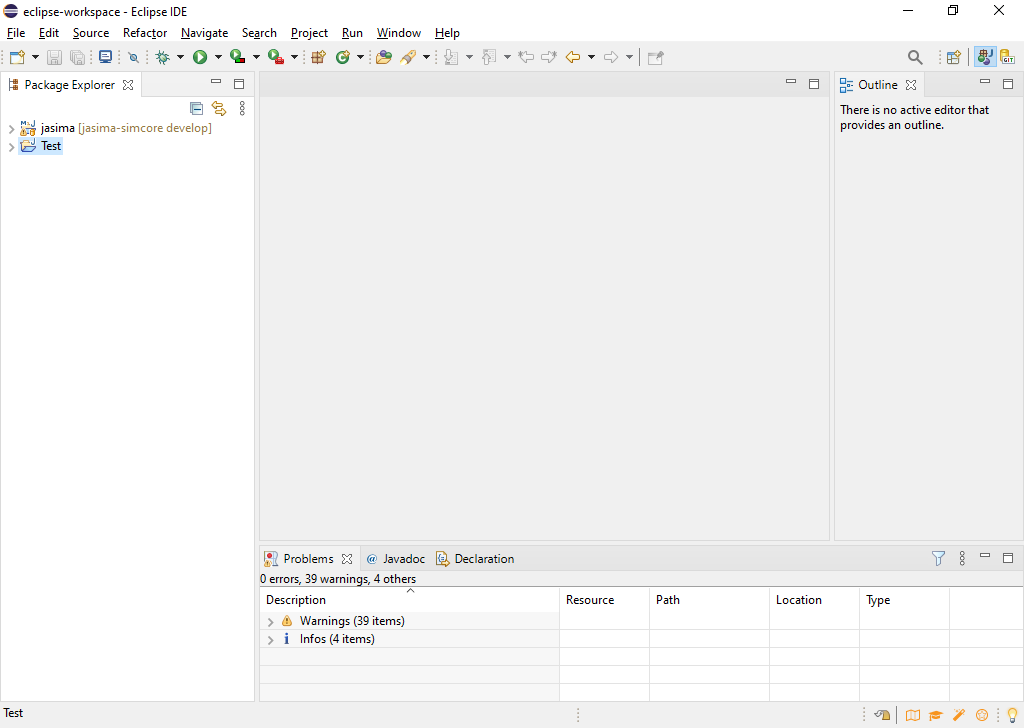 eclipse-workspace - Eclipse IDE
File Edit Source Refactor Navigate Search Project Run Window Help
Package Explorer
jasima [jasima-simcore develop]
Test
Outline
There is no active editor that
provides an outline.
Problems @ Javadoc Declaration
0 errors, 39 warnings, 4 others
Description Resource Path Location Type
Warnings (39 items)
Infos (4 items)
Test